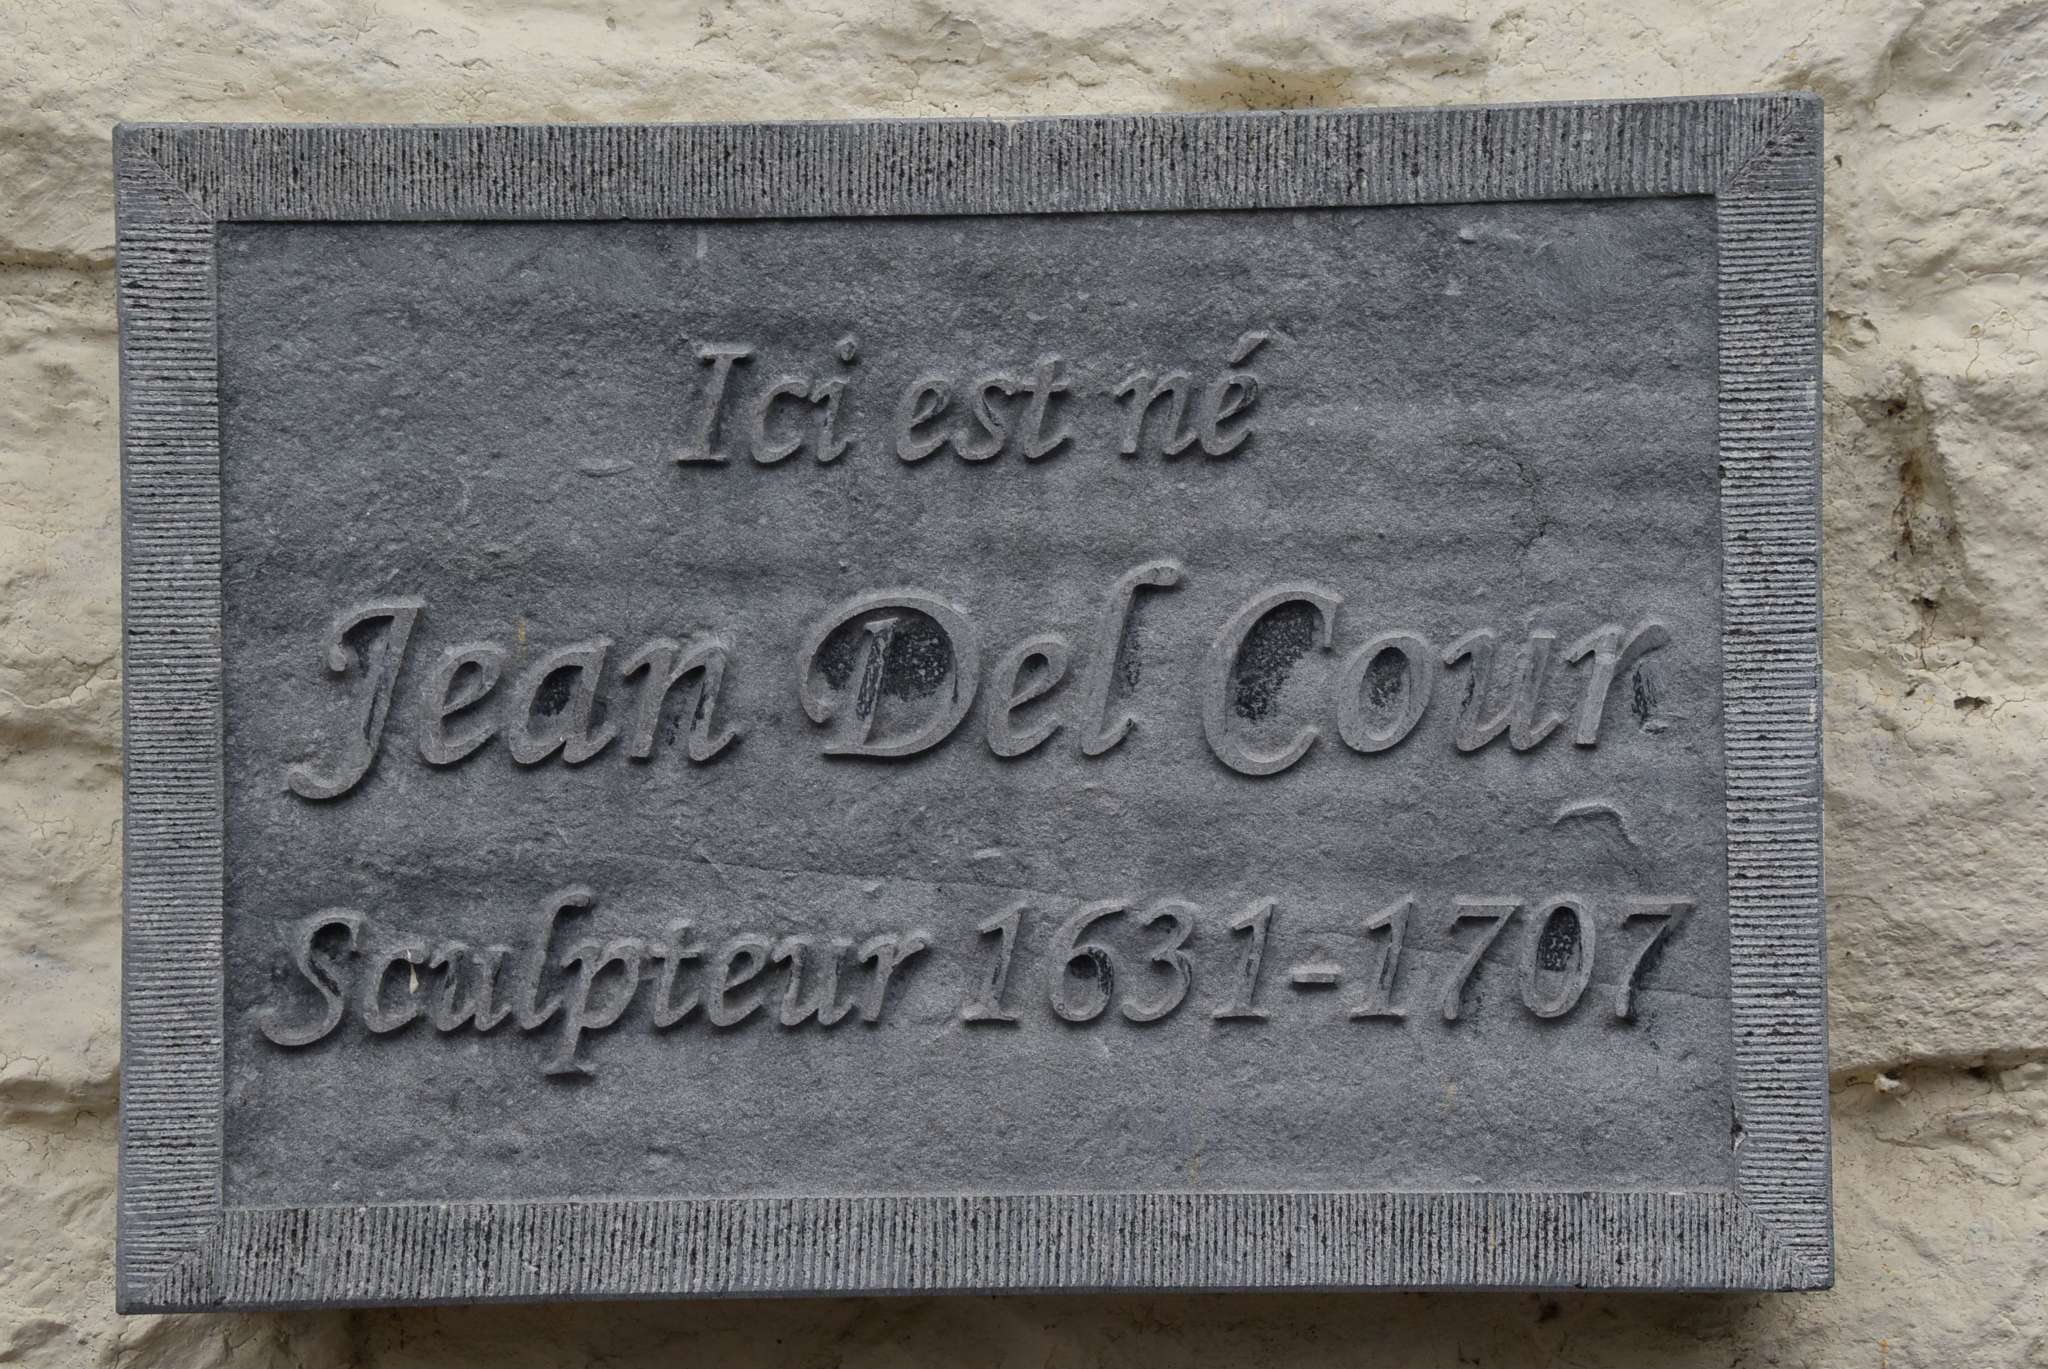 Ici est né
Jean Del Cour
Sculpteur 1631-1707